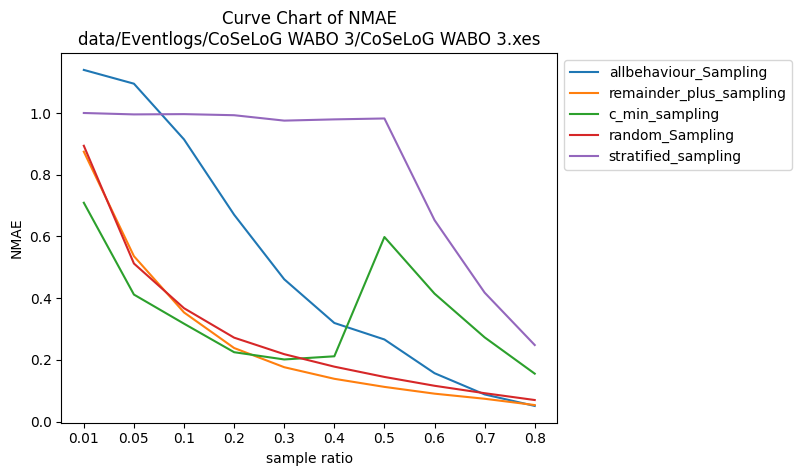 Curve Chart of NMAE
data/Eventlogs/CoSeLoG WABO 3/CoSeLoG WABO 3.xes
NMAE
1.0
0.8
0.6
0.4
0.2
0.0
0.01 0.05 0.1 0.2 0.3 0.4 0.5 0.6 0.7 0.8
sample ratio
allbehaviour_Sampling
remainder_plus_sampling
c_min_sampling
random_Sampling
stratified_sampling